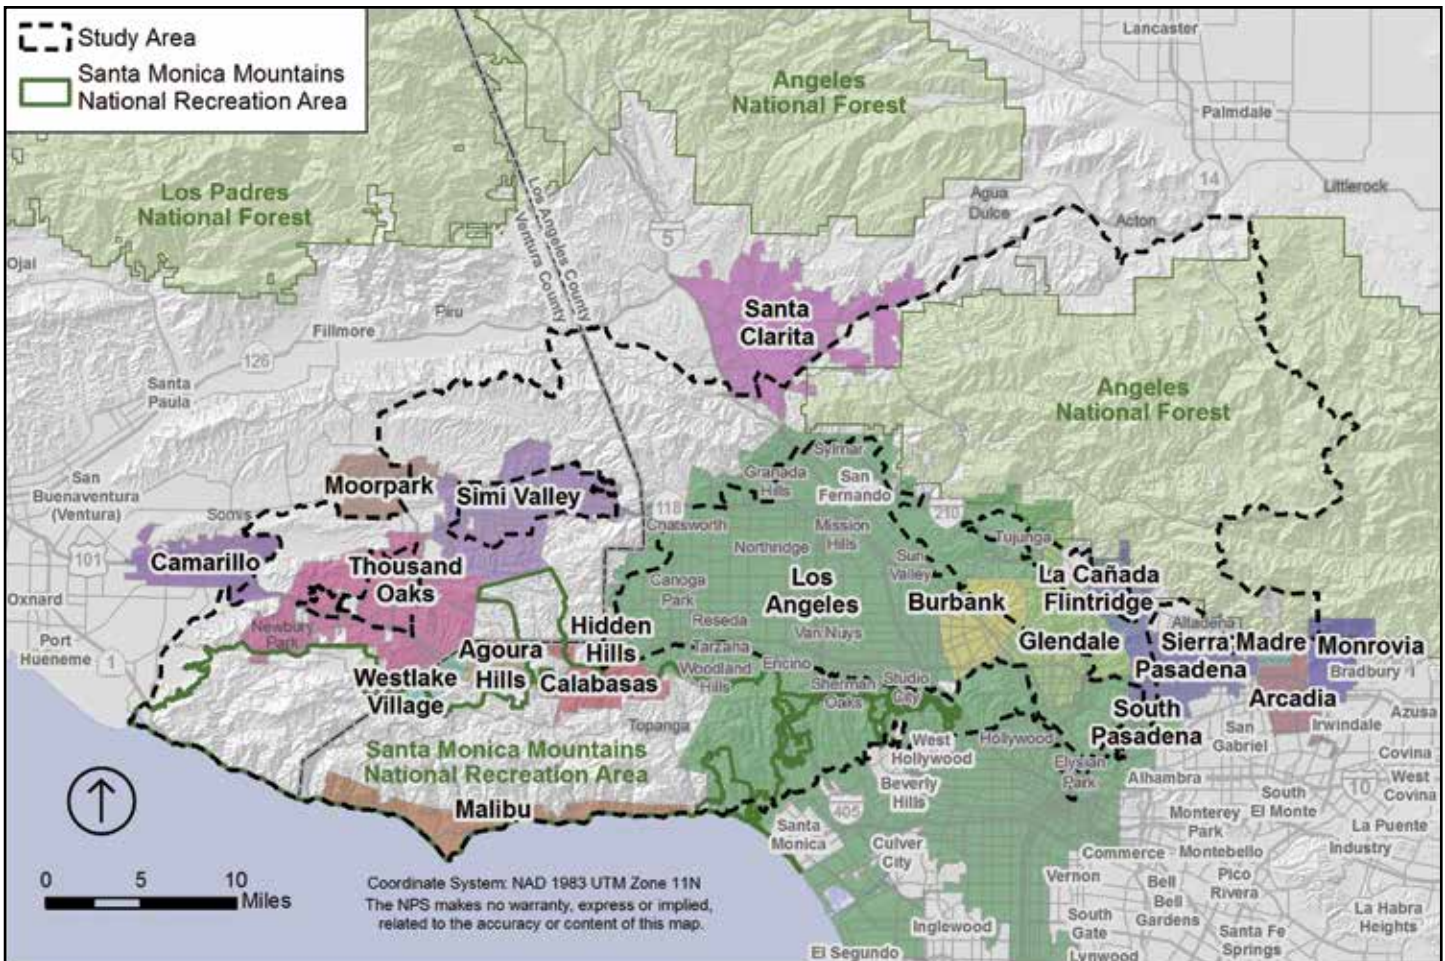 Study Area
Santa Monica Mountains
National Recreation Area
Lancaster
Angeles
National Forest
Palmdale
14
Littlerock
Agua
Dulce
Acton
Los Padres
National Forest
Los Angeles County
Ventura County
5
Ojai
Piru
Fillmore
126
Santa
Paula
Santa
Clarita
Angeles
National Forest
San
Buenaventura
(Ventura)
Somis
Moorpark
Simi Valley
118
Chatsworth
Granada
Hills
Sylmar
San
Fernando
210
Tujunga
Mission
Hills
Northridge
Sun
Valley
101
Camarillo
Thousand
Oaks
Canoga
Park
Los
Angeles
Burbank
La Cañada
Flintridge
Oxnard
Port
Hueneme
1
Newbury
Park
Reseda
Van Nuys
Tarzana
Woodland
Hills
Encino
Sherman
Oaks
Studio
City
Glendale
Altadena
Sierra Madre
Monrovia
Pasadena
Bradbury
Arcadia
Hidden
Hills
Agoura
Hills
Calabasas
Westlake
Village
Topanga
South
Pasadena
San
Gabriel
Irwindale
Azusa
Covina
West
Covina
10
Santa Monica Mountains
National Recreation Area
West
Hollywood
Hollywood
Elysian
Park
Beverly
Hills
405
Alhambra
South
El Monte
Monterey
Park
La Puente
Malibu
Santa
Monica
Culver
City
Commerce
Montebello
Industry
Vernon
Bell
Bell
Gardens
Pico
Rivera
La Habra
Heights
South
Gate
Santa Fe
Springs
Inglewood
El Segundo
Lynwood
0 5 10
Miles
Coordinate System: NAD 1983 UTM Zone 11N
The NPS makes no warranty, express or implied,
related to the accuracy or content of this map.